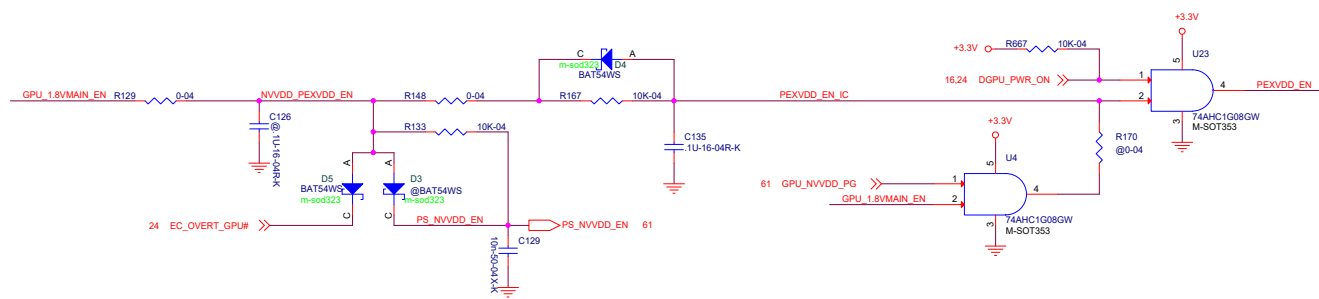 C A
m-sod323 D4
BAT54WS
GPU_1.8VMAIN_EN R129 0-04 NVVDD_PEXVDD_EN R148 0-04 R167 10K-04 PEXVDD_EN_IC
C126
@.1U-16-04R-K
R133 10K-04
C135
.1U-16-04R-K
A A
D5
BAT54WS
m-sod323
D3
@BAT54WS
m-sod323
C C
24 EC_OVERT_GPU# PS_NVVDD_EN PS_NVVDD_EN 61
C129
10n-50-04X-K
+3.3V
+3.3V R667 10K-04 U23
5
16,24 DGPU_PWR_ON 1
2
4 PEXVDD_EN
3
74AHC1G08GW
M-SOT353
R170
@0-04
+3.3V
U4
5
61 GPU_NVVDD_PG 1
GPU_1.8VMAIN_EN 2
4
3
74AHC1G08GW
M-SOT353